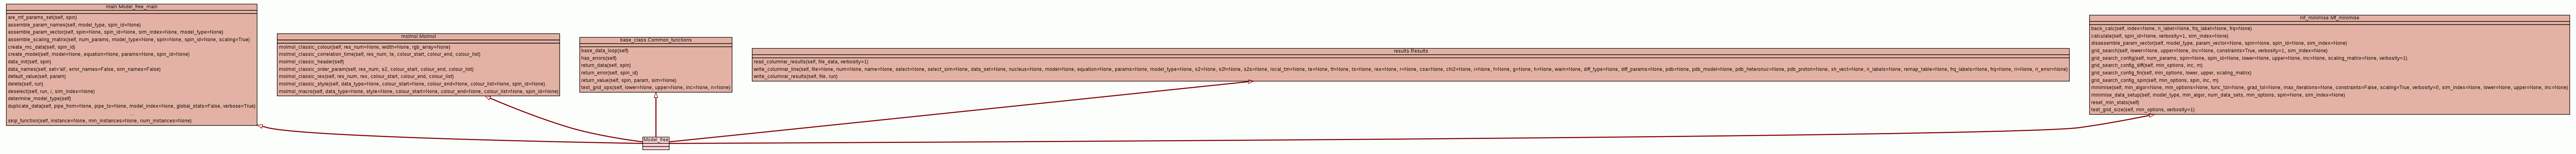 main.Model_free_main
are_mf_params_set(self, spin)
assemble_param_names(self, model_type, spin_id=None)
assemble_param_vector(self, spin=None, spin_id=None, sim_index=None, model_type=None)
assemble_scaling_matrix(self, num_params, model_type=None, spin=None, spin_id=None, scaling=True)
create_mc_data(self, spin_id)
create_model(self, model=None, equation=None, params=None, spin_id=None)
data_init(self, spin)
data_names(self, set='all', error_names=False, sim_names=False)
default_value(self, param)
delete(self, run)
deselect(self, run, i, sim_index=None)
determine_model_type(self)
duplicate_data(self, pipe_from=None, pipe_to=None, model_index=None, global_stats=False, verbose=True)
skip_function(self, instance=None, min_instances=None, num_instances=None)
molmol.Molmol
molmol_classic_colour(self, res_num=None, width=None, rgb_array=None)
molmol_classic_correlation_time(self, res_num, te, colour_start, colour_end, colour_list)
molmol_classic_header(self)
molmol_classic_order_param(self, res_num, s2, colour_start, colour_end, colour_list)
molmol_classic_rex(self, res_num, rex, colour_start, colour_end, colour_list)
molmol_classic_style(self, data_type=None, colour_start=None, colour_end=None, colour_list=None, spin_id=None)
molmol_macro(self, data_type=None, style=None, colour_start=None, colour_end=None, colour_list=None, spin_id=None)
base_class.Common_functions
base_data_loop(self)
has_errors(self)
return_data(self, spin)
return_error(self, spin_id)
return_value(self, spin, param, sim=None)
test_grid_ops(self, lower=None, upper=None, inc=None, n=None)
results.Results
read_columnar_results(self, file_data, verbosity=1)
write_columnar_line(self, file=None, num=None, name=None, select=None, select_sim=None, data_set=None, nucleus=None, model=None, equation=None, params=None, model_type=None, s2=None, s2f=None, s2s=None, local_tm=None, te=None, tf=None, ts=None, rex=None, r=None, csa=None, chi2=None, i=None, f=None, g=None, h=None, warn=None, diff_type=None, diff_params=None, pdb=None, pdb_model=None, pdb_heteronuc=None, pdb_proton=None, xh_vect=None, ri_labels=None, remap_table=None, frq_labels=None, frq=None, ri=None, ri_error=None)
write_columnar_results(self, file, run)
mf_minimise.Mf_minimise
back_calc(self, index=None, ri_label=None, frq_label=None, frq=None)
calculate(self, spin_id=None, verbosity=1, sim_index=None)
disassemble_param_vector(self, model_type, param_vector=None, spin=None, spin_id=None, sim_index=None)
grid_search(self, lower=None, upper=None, inc=None, constraints=True, verbosity=1, sim_index=None)
grid_search_config(self, num_params, spin=None, spin_id=None, lower=None, upper=None, inc=None, scaling_matrix=None, verbosity=1)
grid_search_config_diff(self, min_options, inc, m)
grid_search_config_fin(self, min_options, lower, upper, scaling_matrix)
grid_search_config_spin(self, min_options, spin, inc, m)
minimise(self, min_algor=None, min_options=None, func_tol=None, grad_tol=None, max_iterations=None, constraints=False, scaling=True, verbosity=0, sim_index=None, lower=None, upper=None, inc=None)
minimise_data_setup(self, model_type, min_algor, num_data_sets, min_options, spin=None, sim_index=None)
reset_min_stats(self)
test_grid_size(self, min_options, verbosity=1)
Model_free